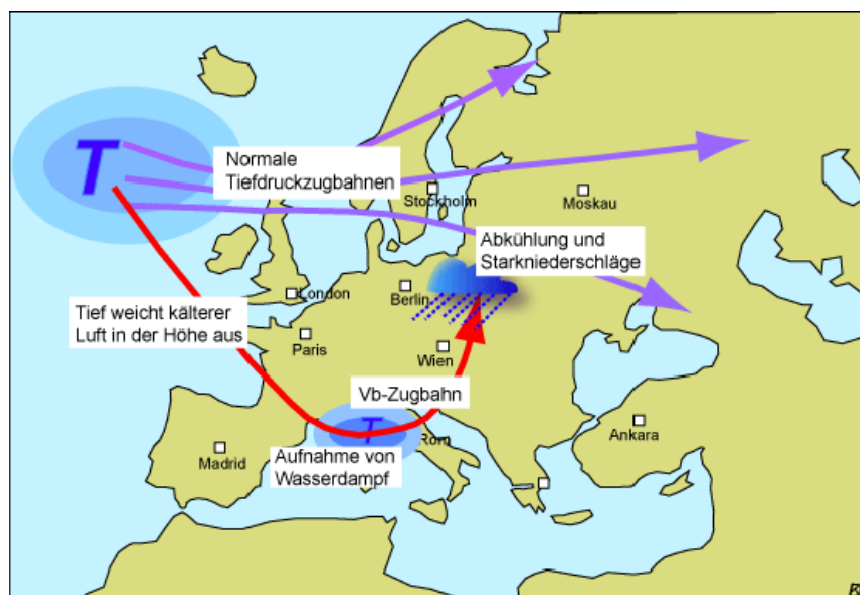 T
Normale
Tiefdruckzugbahnen
Stockholm
Moskau
Abkühlung und
Starkniederschläge
London
Berlin
Tief weicht kälterer
Luft in der Höhe aus
Paris
Wien
Vb-Zugbahn
T
Rom
Ankara
Madrid
Aufnahme von
Wasserdampf